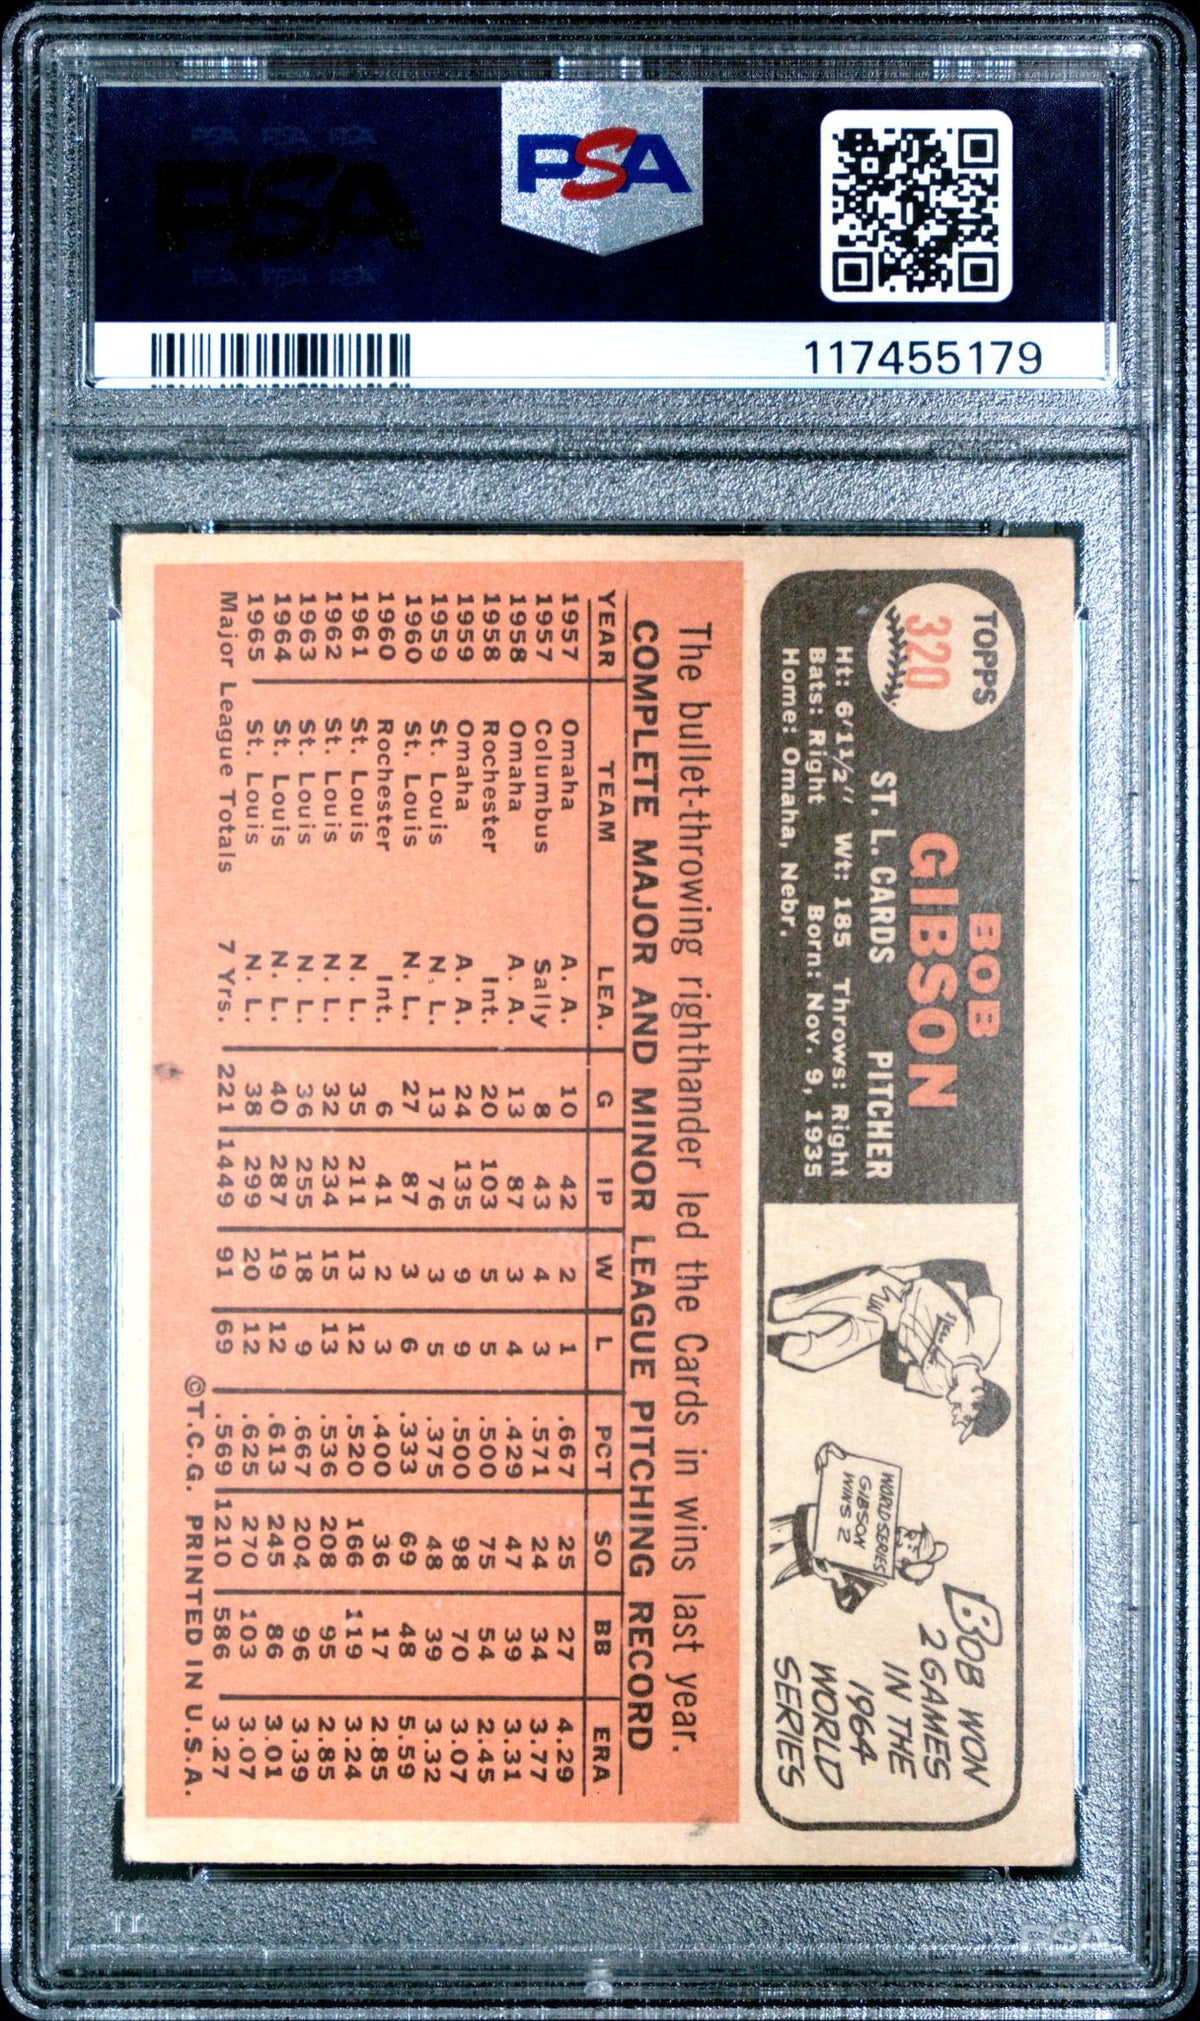 PSA
PSA
PSA PSA PSA
PSA PSA PSA
117455179
TOPPS
320
BOB
GIBSON
ST. L. CARDS PITCHER
Ht: 6'1½" Wt: 185 Throws: Right
Bats: Right Born: Nov. 9, 1935
Home: Omaha, Nebr.
WORLD SERIES
GIBSON
WINS 2
BOB WON
2 GAMES
IN THE
1964
WORLD
SERIES
The bullet-throwing righthander led the Cards in wins last year.
COMPLETE MAJOR AND MINOR LEAGUE PITCHING RECORD
YEAR TEAM LEA. G IP W L PCT SO BB ERA
1957 Omaha A. A. 10 42 2 1 .667 25 27 4.29
1957 Columbus Sally 8 43 4 3 .571 24 34 3.77
1958 Omaha A. A. 13 87 3 4 .429 47 39 3.31
1958 Rochester Int. 20 103 5 5 .500 75 54 2.45
1959 Omaha A. A. 24 135 9 9 .500 98 70 3.07
1959 St. Louis N. L. 13 76 3 5 .375 48 39 3.32
1960 St. Louis N. L. 27 87 3 6 .333 69 48 5.59
1960 Rochester Int. 6 41 2 3 .400 36 17 2.85
1961 St. Louis N. L. 35 211 13 12 .520 166 119 3.24
1962 St. Louis N. L. 32 234 15 13 .536 208 95 2.85
1963 St. Louis N. L. 36 255 18 9 .667 204 96 3.39
1964 St. Louis N. L. 40 287 19 12 .613 245 86 3.01
1965 St. Louis N. L. 38 299 20 12 .625 270 103 3.07
Major League Totals 7 Yrs. 221 1449 91 69 .569 1210 586 3.27
©T.C.G. PRINTED IN U.S.A.
PSA